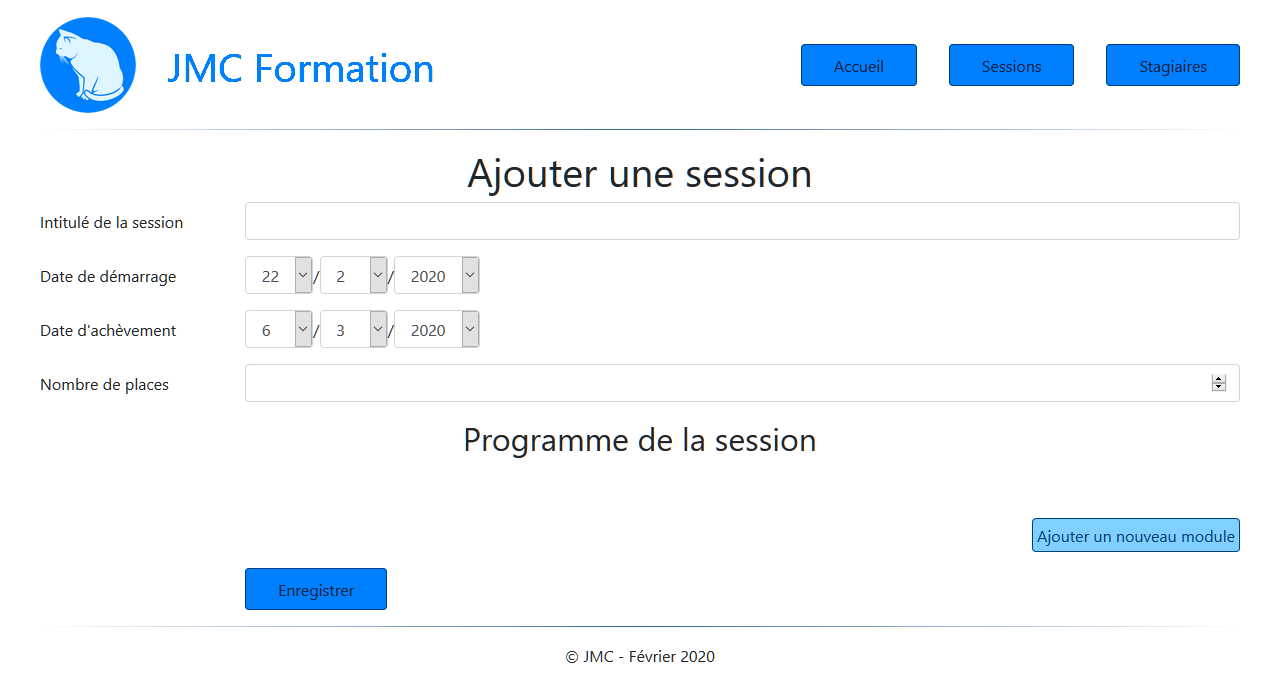 JMC Formation
Accueil
Sessions
Stagiaires
Ajouter une session
Intitulé de la session
Date de démarrage
22 / 2 / 2020
Date d'achèvement
6 / 3 / 2020
Nombre de places
Programme de la session
Ajouter un nouveau module
Enregistrer
© JMC - Février 2020